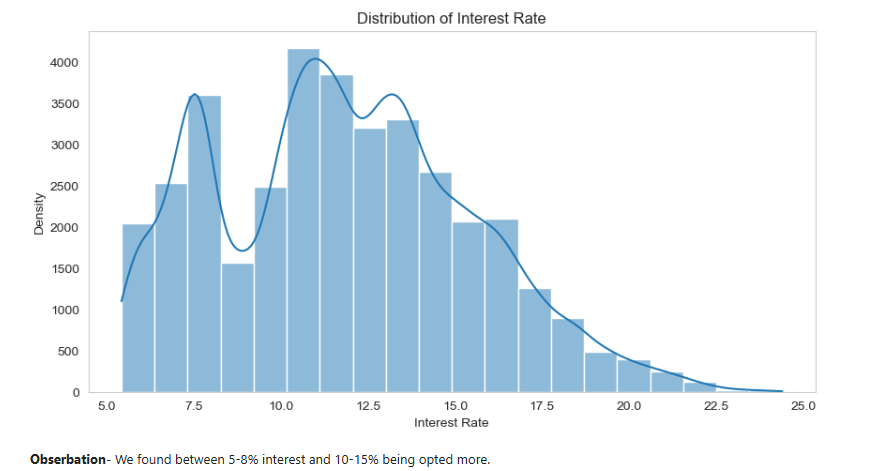 Distribution of Interest Rate
4000
3500
3000
2500
2000
1500
1000
500
0
Density
5.0 7.5 10.0 12.5 15.0 17.5 20.0 22.5 25.0
Interest Rate
Obserbation- We found between 5-8% interest and 10-15% being opted more.